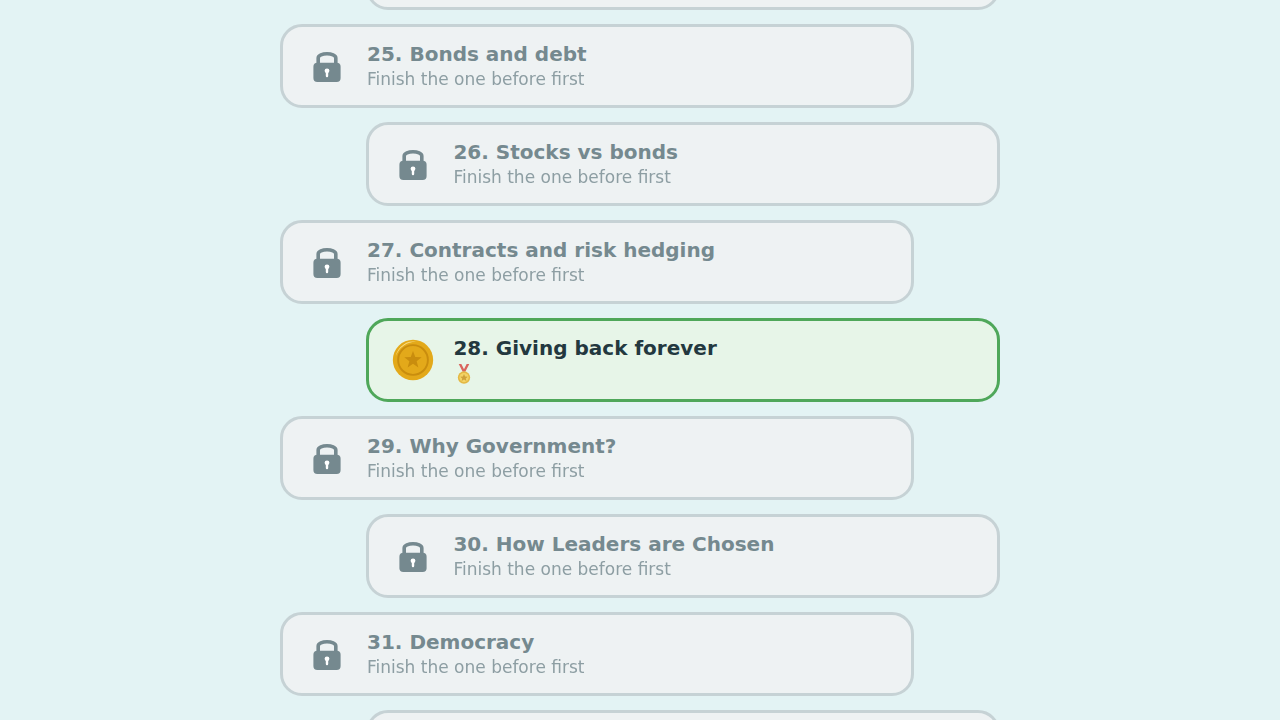 25. Bonds and debt
Finish the one before first
26. Stocks vs bonds
Finish the one before first
27. Contracts and risk hedging
Finish the one before first
28. Giving back forever
29. Why Government?
Finish the one before first
30. How Leaders are Chosen
Finish the one before first
31. Democracy
Finish the one before first